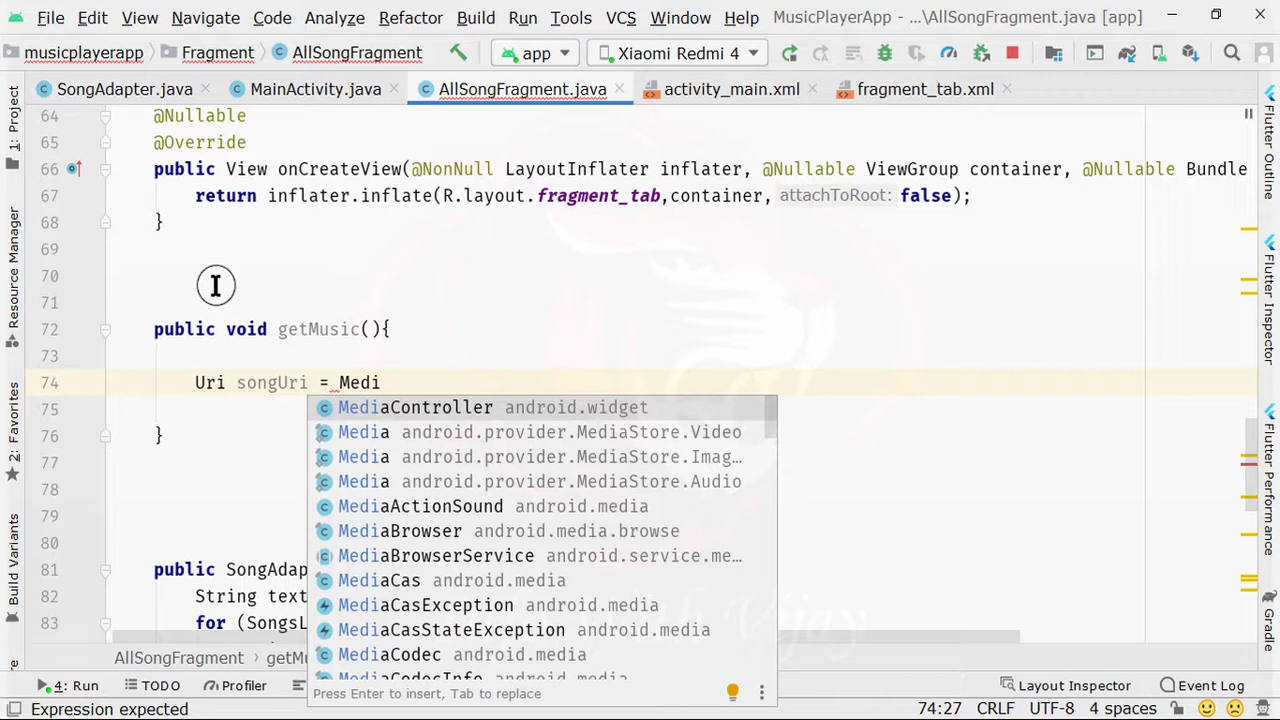 File Edit View Navigate Code Analyze Refactor Build Run Tools VCS Window Help MusicPlayerApp - ...\AllSongFragment.java [app]
musicplayerapp Fragment AllSongFragment app Xiaomi Redmi 4
SongAdapter.java MainActivity.java AllSongFragment.java activity_main.xml fragment_tab.xml
1: Project
Resource Manager
2: Favorites
Build Variants
64 @Nullable
65 @Override
66 public View onCreateView(@NonNull LayoutInflater inflater, @Nullable ViewGroup container, @Nullable Bundle
67 return inflater.inflate(R.layout.fragment_tab,container, attachToRoot: false);
68 }
69
70
71
72 public void getMusic(){
73
74 Uri songUri = Medi
75
76 }
77
78
79
80
81 public SongAdap
82 String text
83 for (SongsL
MediaController android.widget
Media android.provider.MediaStore.Video
Media android.provider.MediaStore.Imag...
Media android.provider.MediaStore.Audio
MediaActionSound android.media
MediaBrowser android.media.browse
MediaBrowserService android.service.me...
MediaCas android.media
MediaCasException android.media
MediaCasStateException android.media
MediaCodec android.media
MediaCodecInfo android.media
Press Enter to insert, Tab to replace
Flutter Outline
Flutter Inspector
Flutter Performance
Gradle
AllSongFragment getMu
4: Run TODO Profiler Layout Inspector Event Log
Expression expected 74:27 CRLF UTF-8 4 spaces